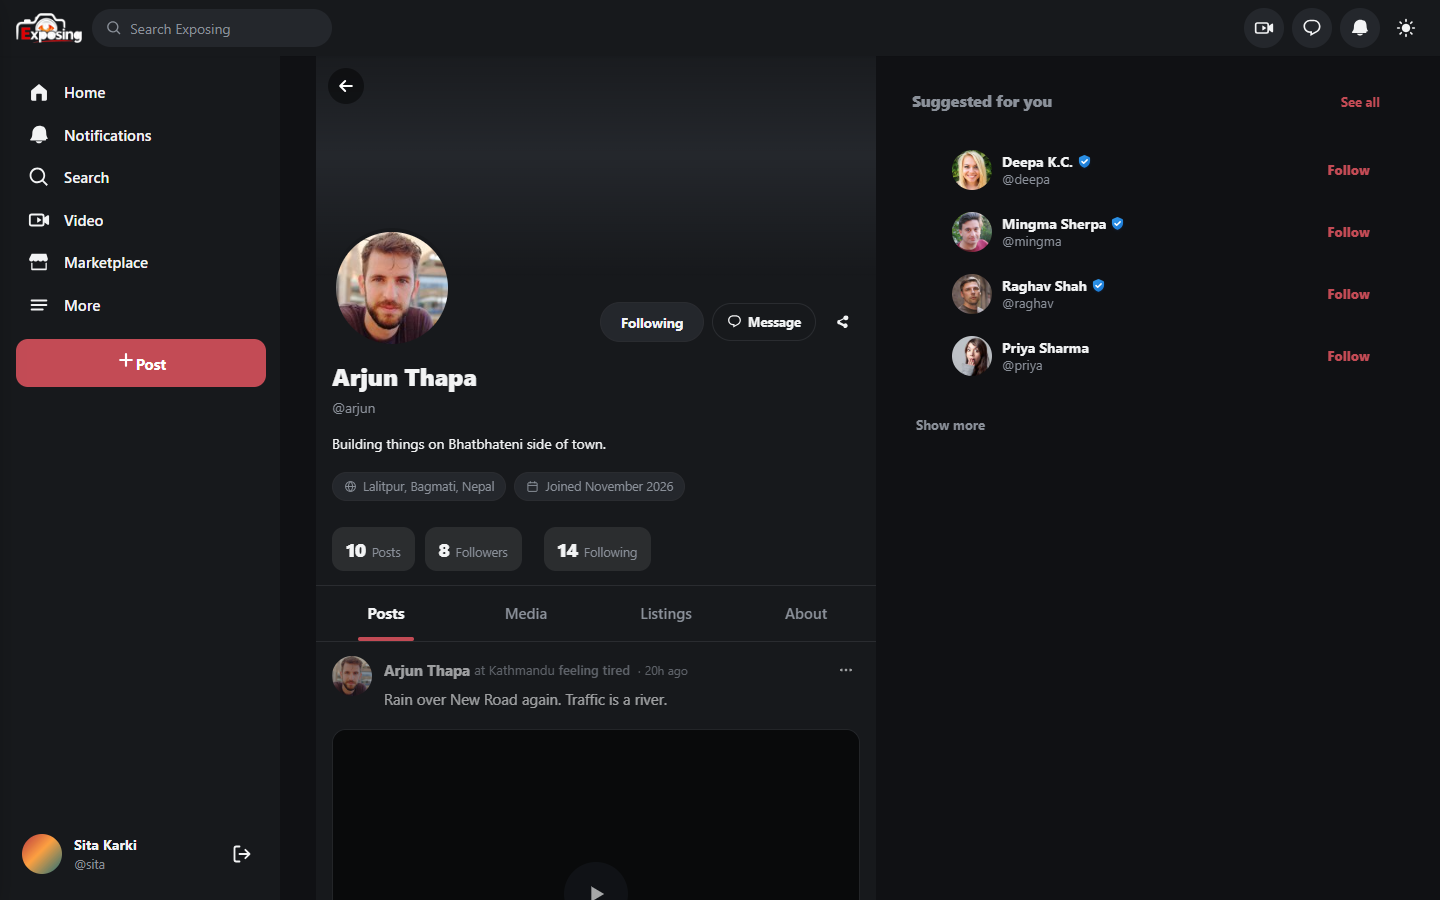 Exposing
Search Exposing
Home
Notifications
Search
Video
Marketplace
More
+ Post
Sita Karki
@sita
Following
Message
Arjun Thapa
@arjun
Building things on Bhatbhateni side of town.
Lalitpur, Bagmati, Nepal
Joined November 2026
10 Posts
8 Followers
14 Following
Posts
Media
Listings
About
Arjun Thapa at Kathmandu feeling tired · 20h ago
Rain over New Road again. Traffic is a river.
Suggested for you
See all
Deepa K.C.
@deepa
Follow
Mingma Sherpa
@mingma
Follow
Raghav Shah
@raghav
Follow
Priya Sharma
@priya
Follow
Show more